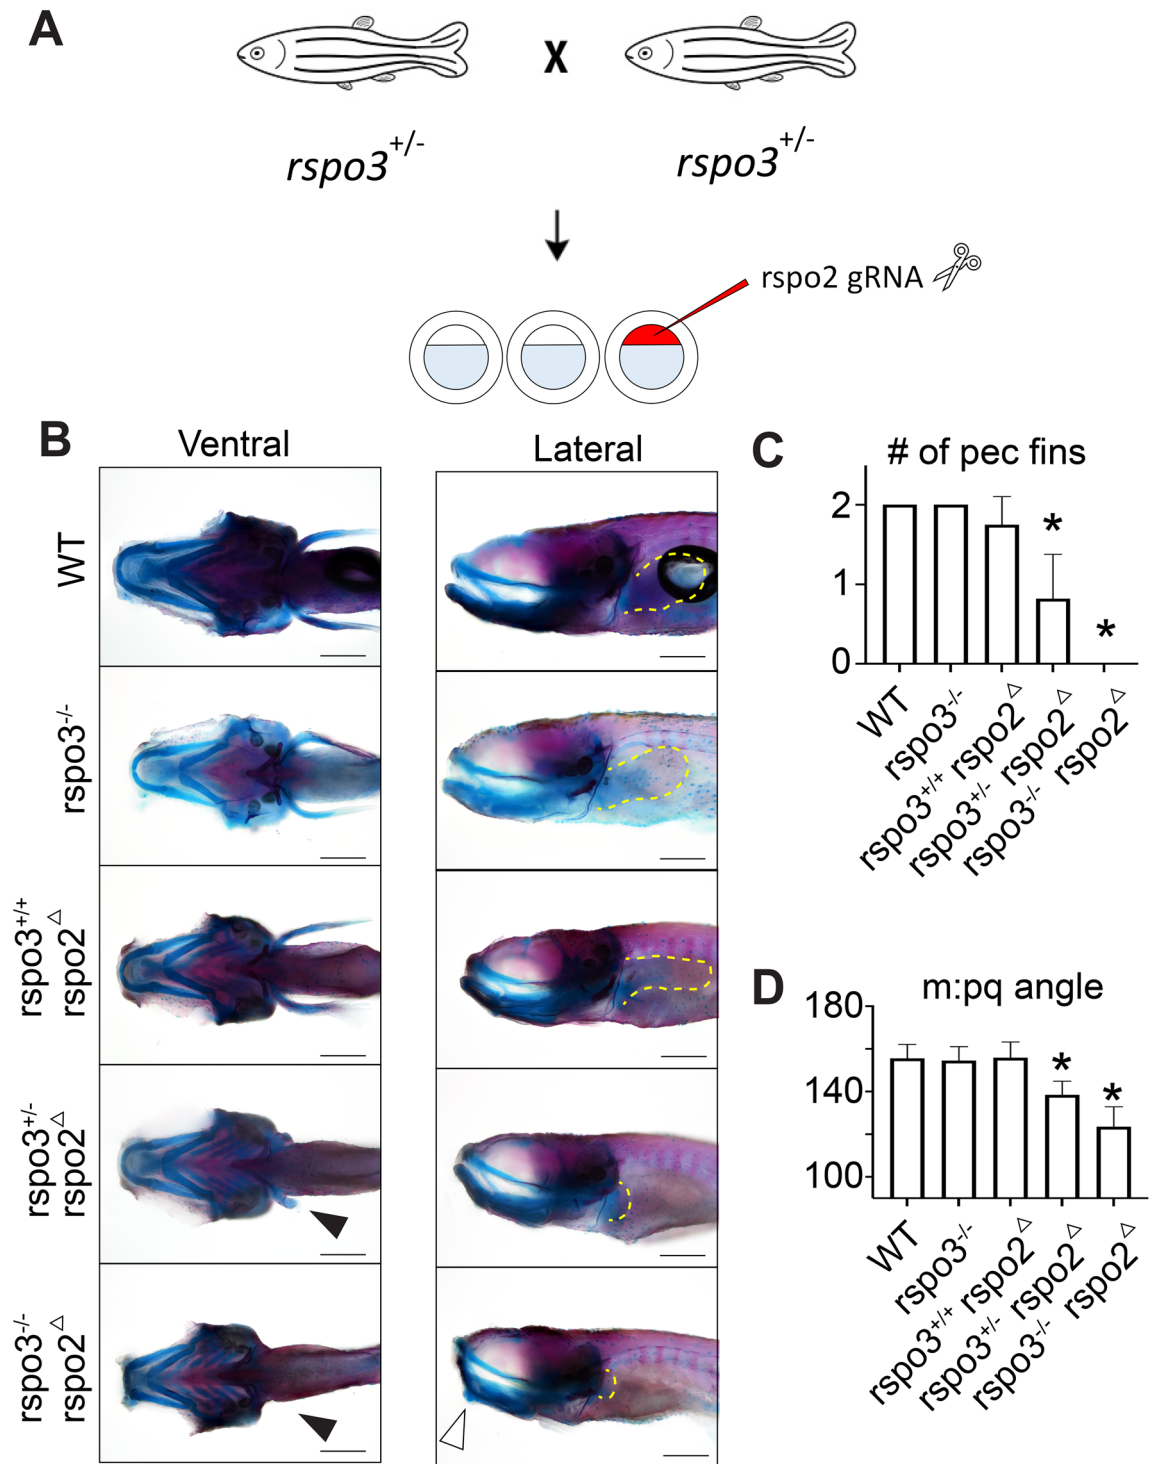 A
X
rspo3+/-
rspo3+/-
rspo2 gRNA
B
Ventral
Lateral
WT
rspo3-/-
rspo3+/+
rspo2△
rspo3+/-
rspo2△
rspo3-/-
rspo2△
C
# of pec fins
2
1
0
*
*
WT
rspo3-/-
rspo3+/+ rspo2△
rspo3+/- rspo2△
rspo3-/- rspo2△
D
m:pq angle
180
140
100
*
*
WT
rspo3-/-
rspo3+/+ rspo2△
rspo3+/- rspo2△
rspo3-/- rspo2△